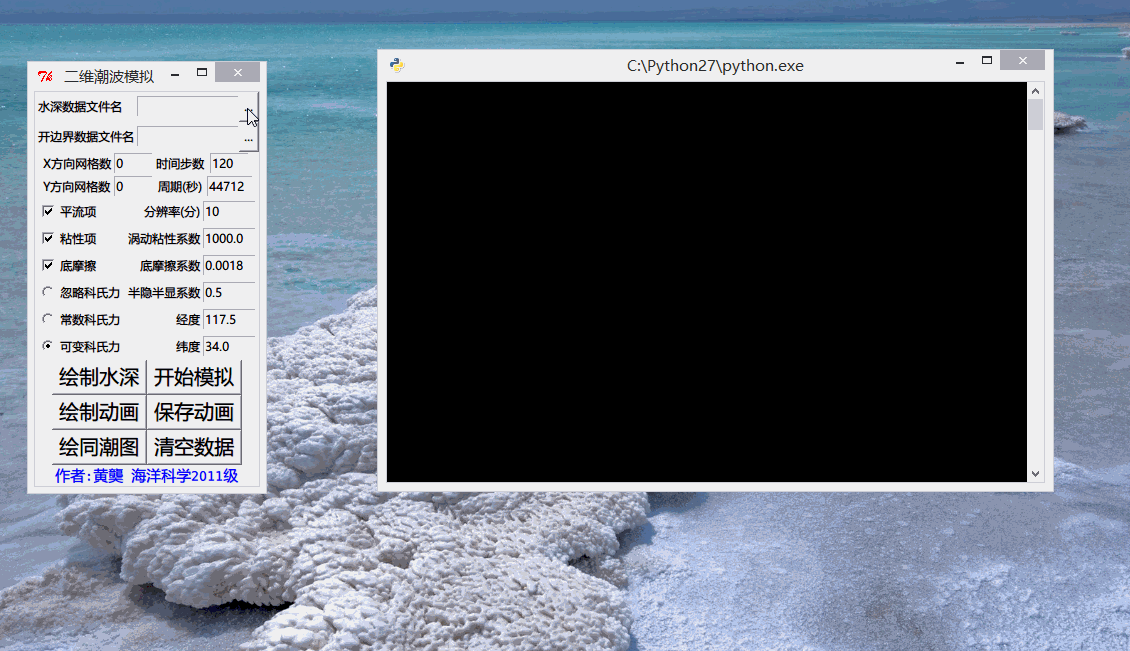 二维潮波模拟
水深数据文件名 ...
开边界数据文件名 ...
X方向网格数 0 时间步数 120
Y方向网格数 0 周期(秒) 44712
平流项 分辨率(分) 10
粘性项 涡动粘性系数 1000.0
底摩擦 底摩擦系数 0.0018
忽略科氏力 半隐半显系数 0.5
常数科氏力 经度 117.5
可变科氏力 纬度 34.0
绘制水深 开始模拟
绘制动画 保存动画
绘同潮图 清空数据
作者:黄龑 海洋科学2011级
C:\Python27\python.exe